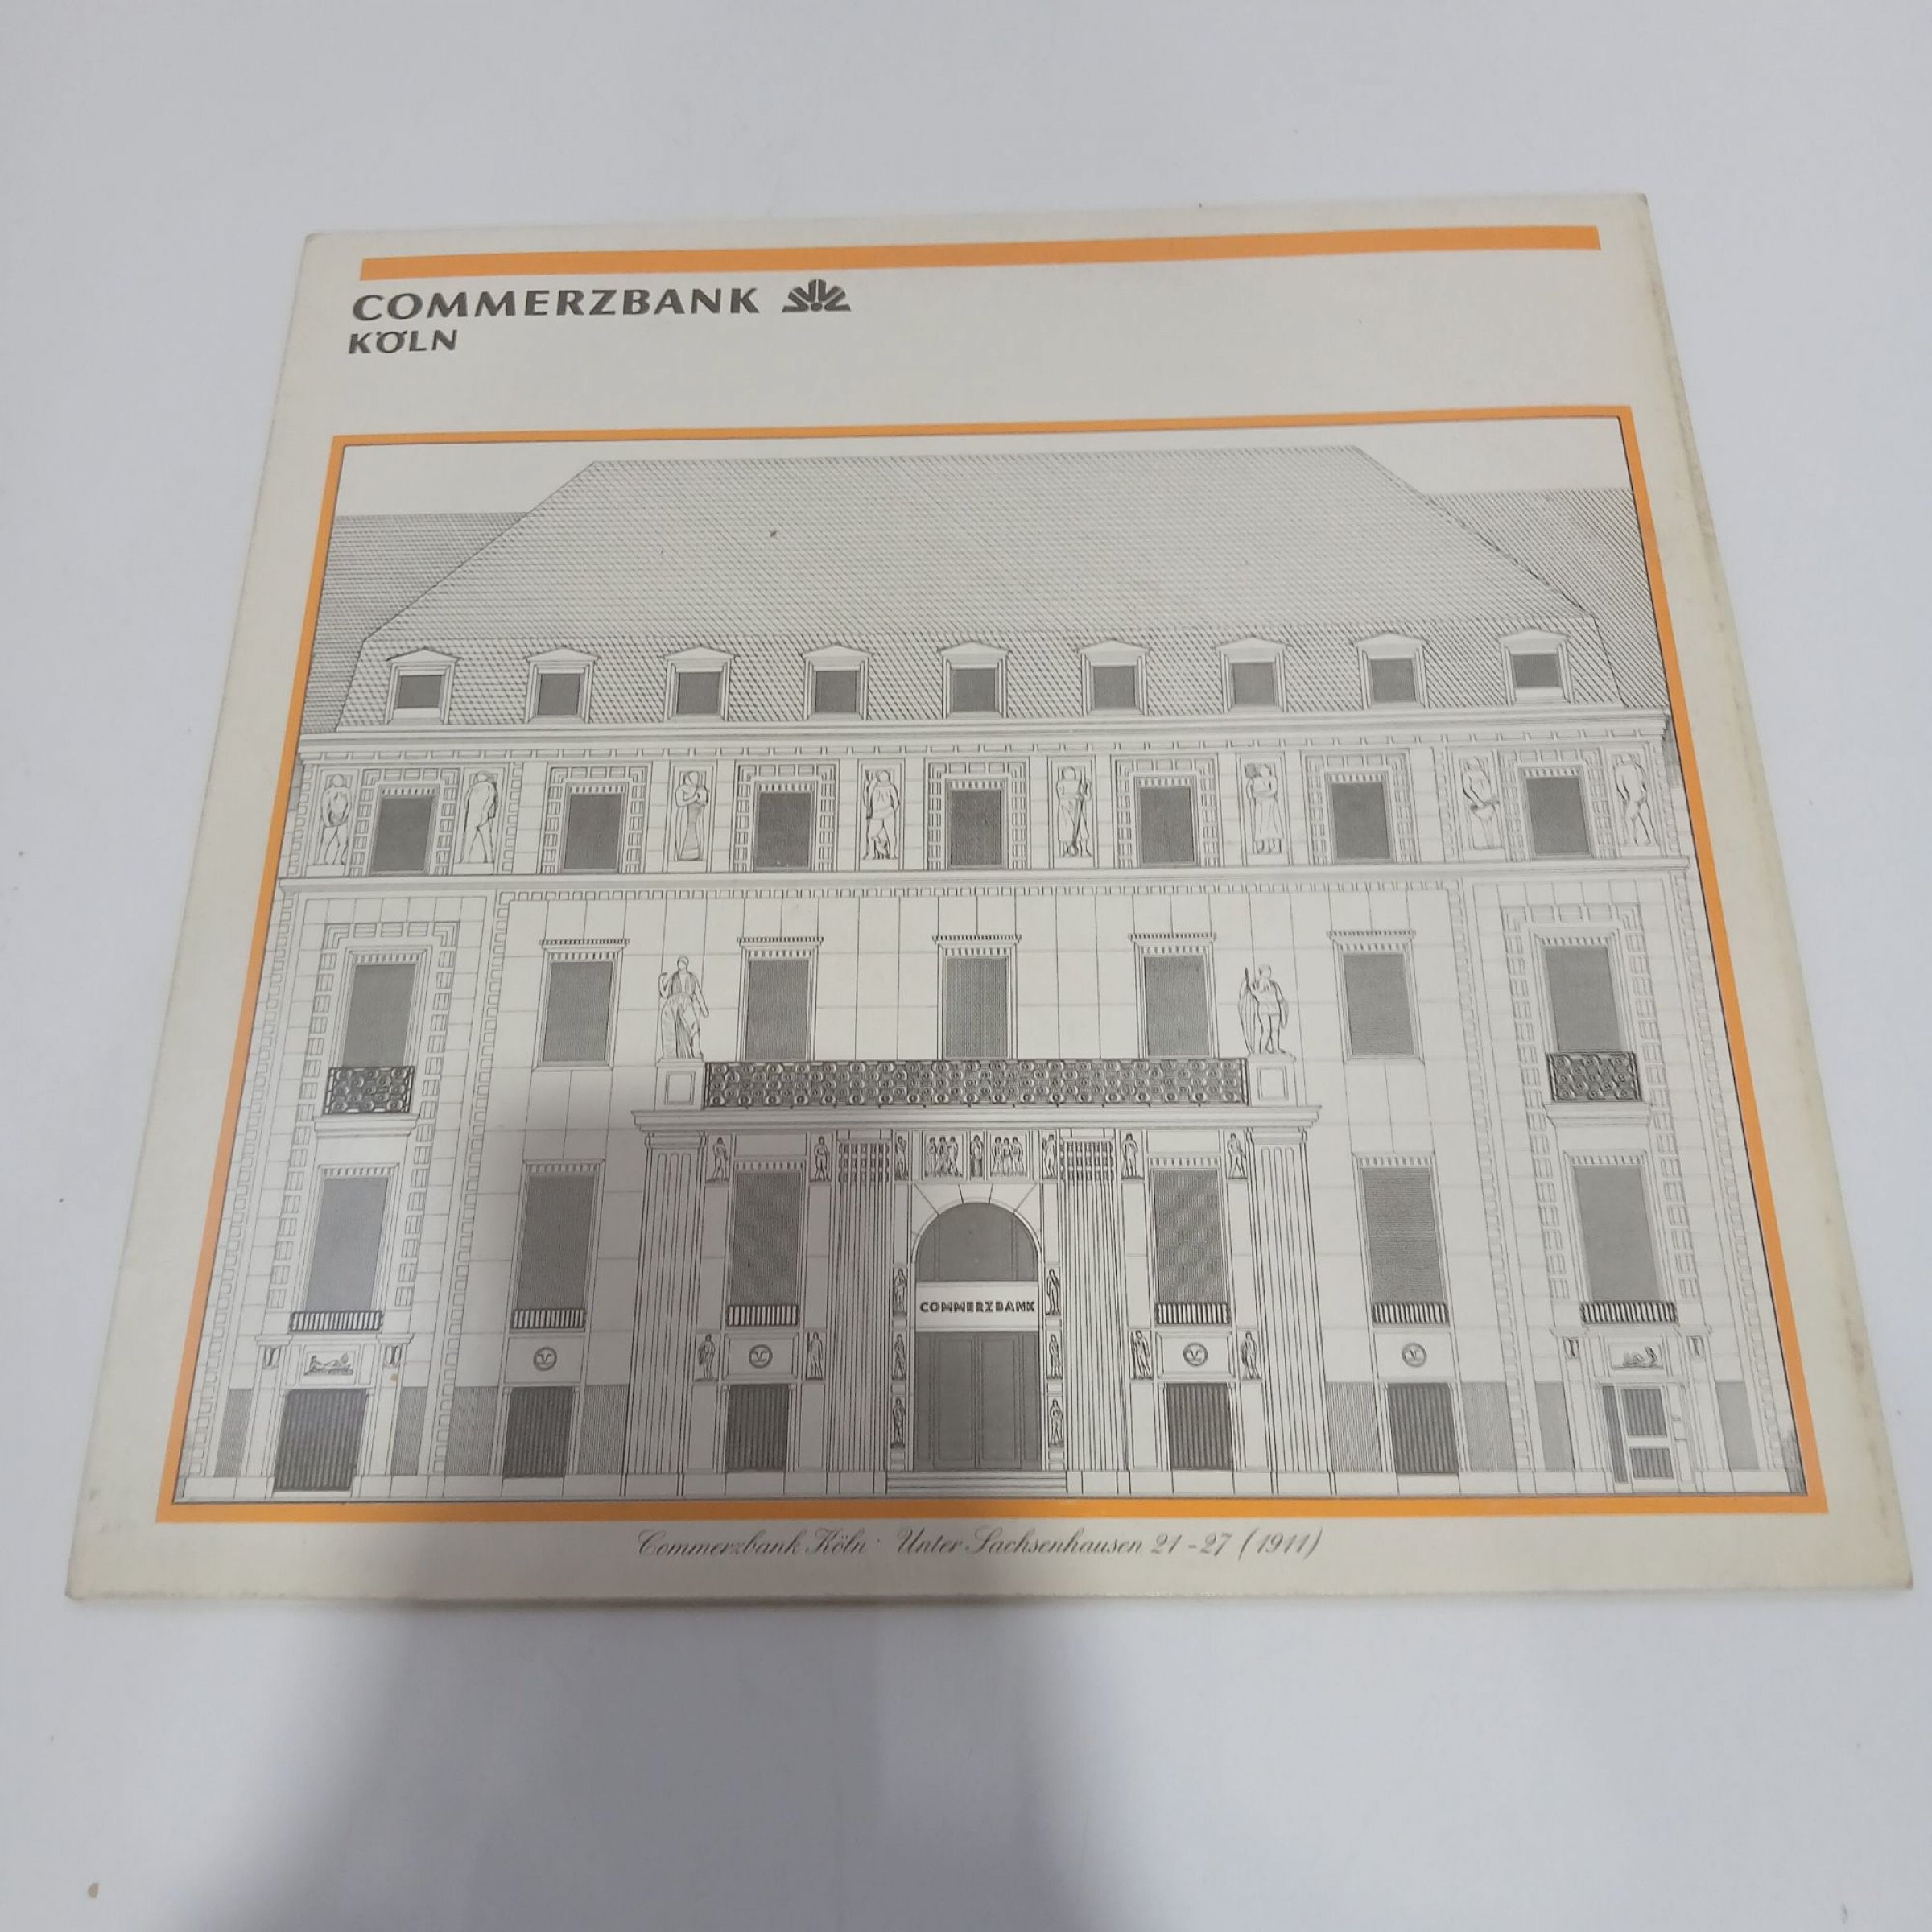 COMMERZBANK
KÖLN
COMMERZBANK
Commerzbank Köln · Unter Sachsenhausen 21-27 (1911)